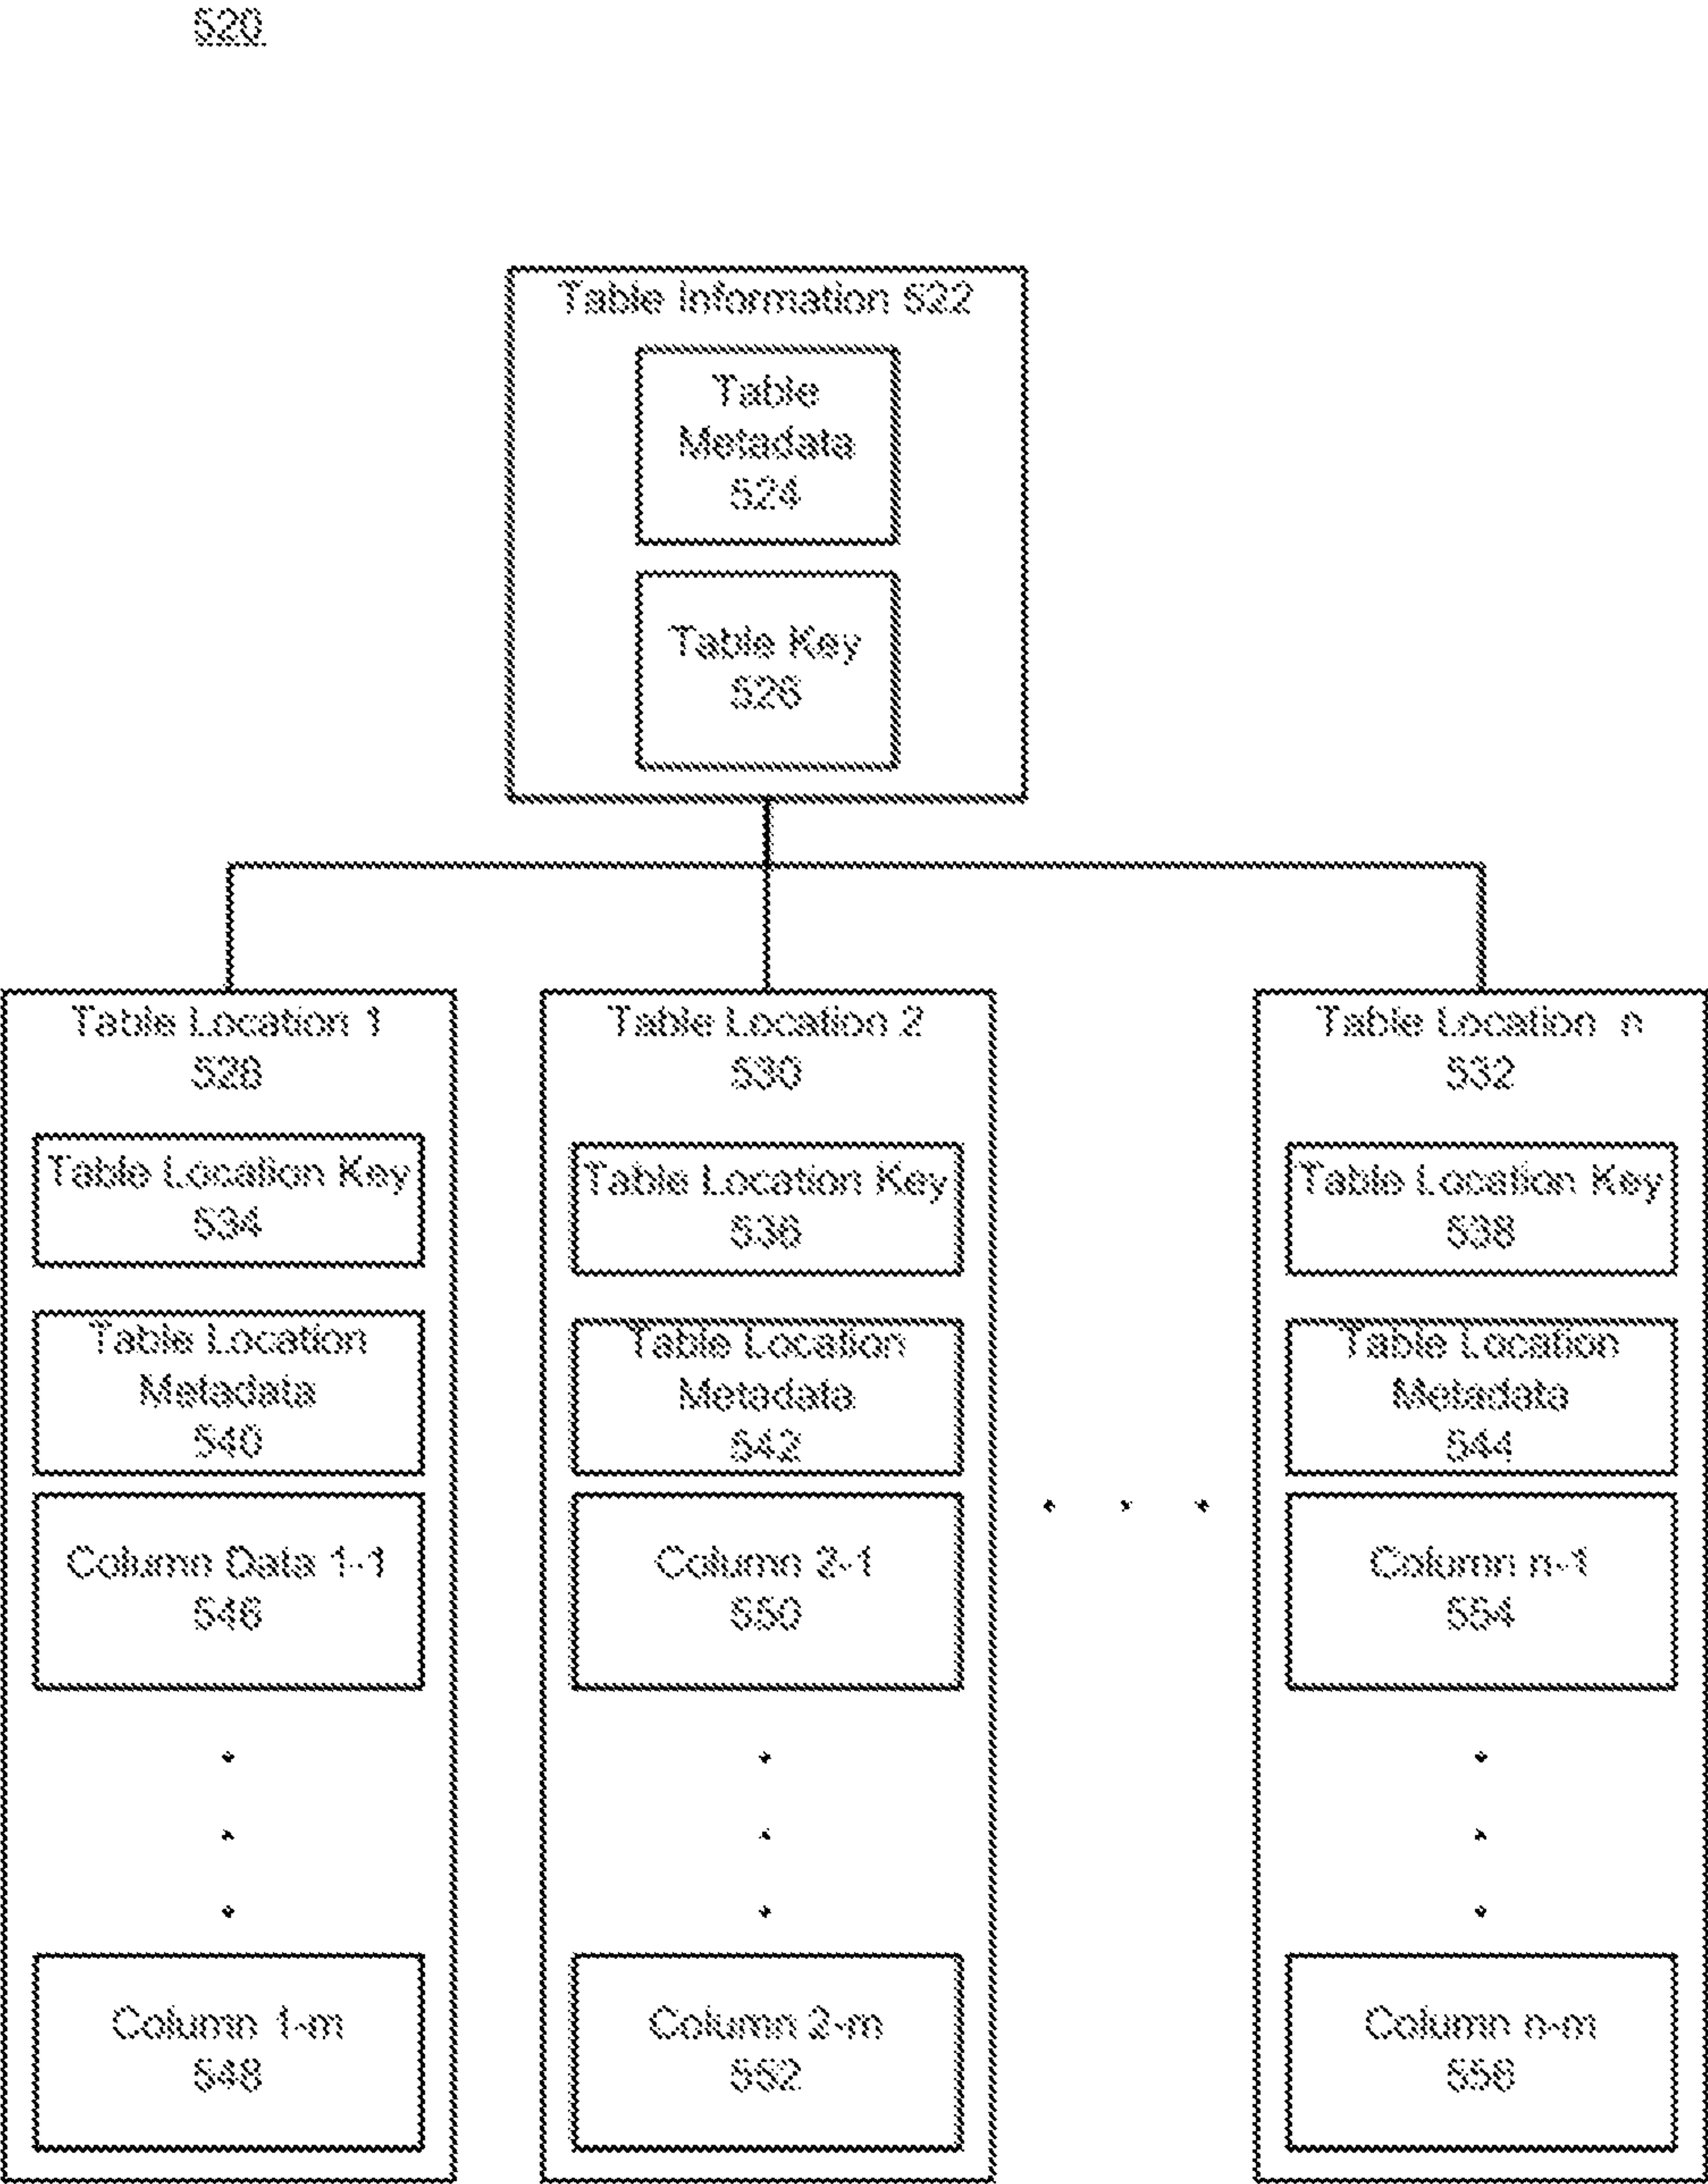 520
Table Information 522
Table
Metadata
524
Table Key
526
Table Location 1
528
Table Location Key
534
Table Location
Metadata
540
Column Data 1-1
546
Column 1-m
548
Table Location 2
530
Table Location Key
536
Table Location
Metadata
542
Column 2-1
550
Column 2-m
552
Table Location n
532
Table Location Key
538
Table Location
Metadata
544
Column n-1
554
Column n-m
556